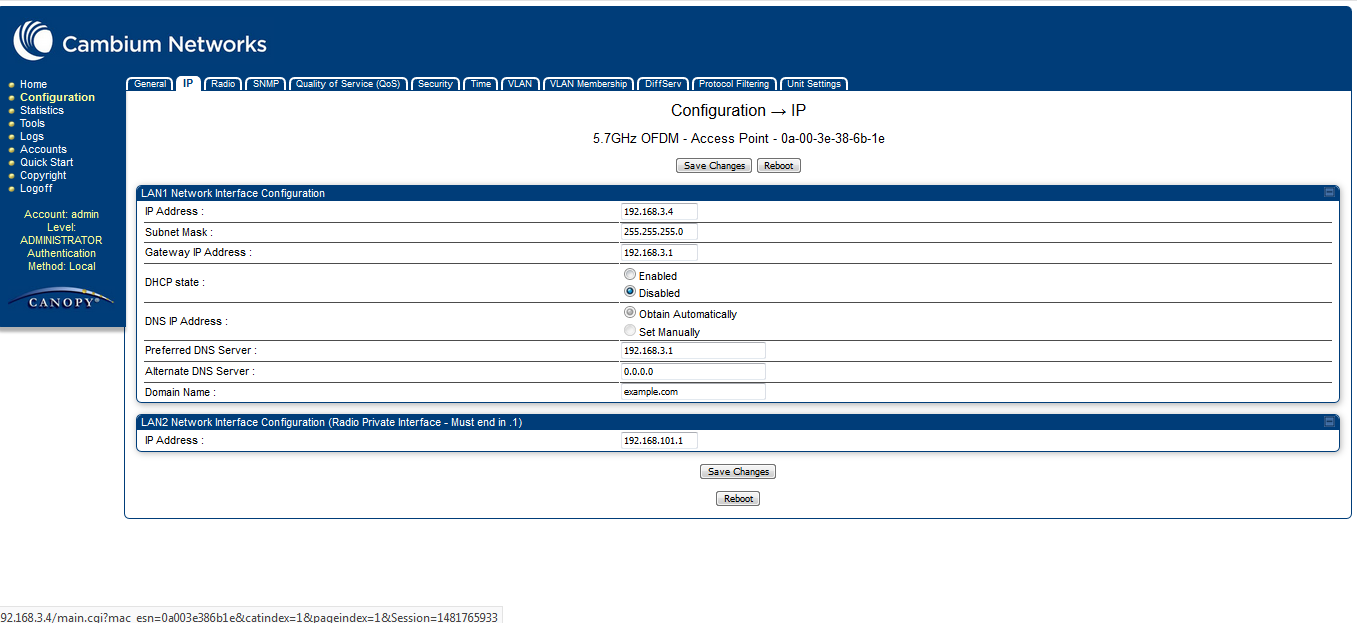 Cambium Networks
Home
Configuration
Statistics
Tools
Logs
Accounts
Quick Start
Copyright
Logoff
Account: admin
Level:
ADMINISTRATOR
Authentication
Method: Local
CANOPY®
General IP Radio SNMP Quality of Service (QoS) Security Time VLAN VLAN Membership DiffServ Protocol Filtering Unit Settings
Configuration → IP
5.7GHz OFDM - Access Point - 0a-00-3e-38-6b-1e
Save Changes Reboot
LAN1 Network Interface Configuration
IP Address : 192.168.3.4
Subnet Mask : 255.255.255.0
Gateway IP Address : 192.168.3.1
DHCP state : Enabled
Disabled
DNS IP Address : Obtain Automatically
Set Manually
Preferred DNS Server : 192.168.3.1
Alternate DNS Server : 0.0.0.0
Domain Name : example.com
LAN2 Network Interface Configuration (Radio Private Interface - Must end in .1)
IP Address : 192.168.101.1
Save Changes
Reboot
92.168.3.4/main.cgi?mac_esn=0a003e386b1e&catindex=1&pageindex=1&Session=1481765933